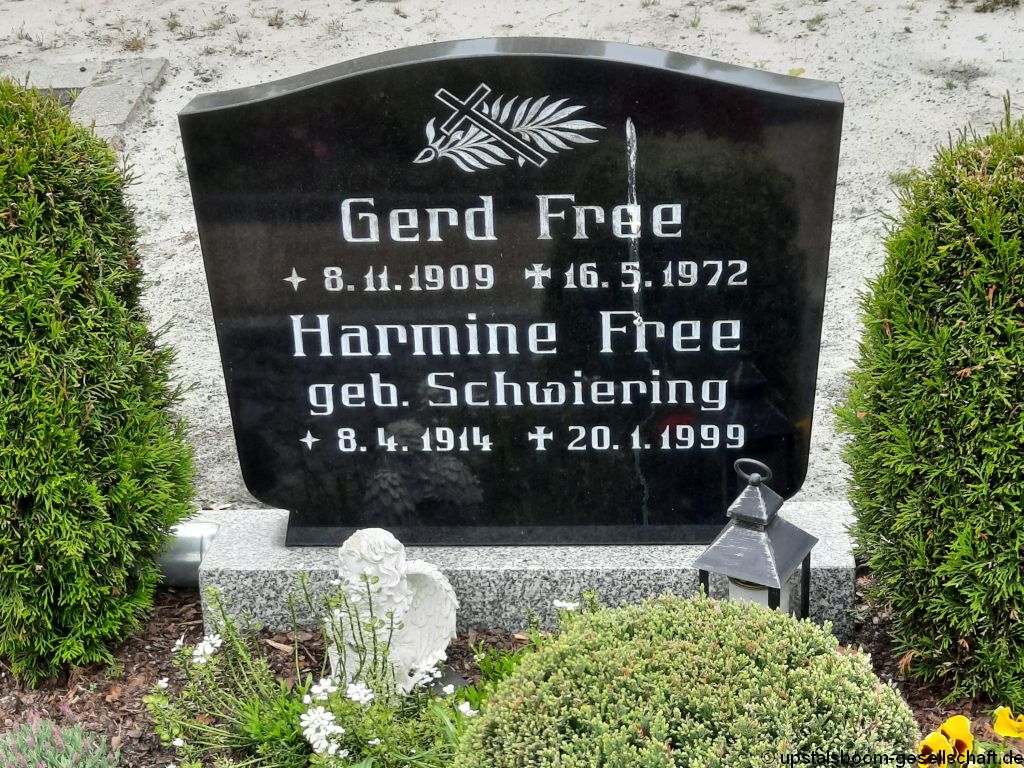 Gerd Free
✦ 8.11.1909 ✠ 16.5.1972
Harmine Free
geb. Schwiering
✦ 8.4.1914 ✠ 20.1.1999
© upstalsboom-gesellschaft.de